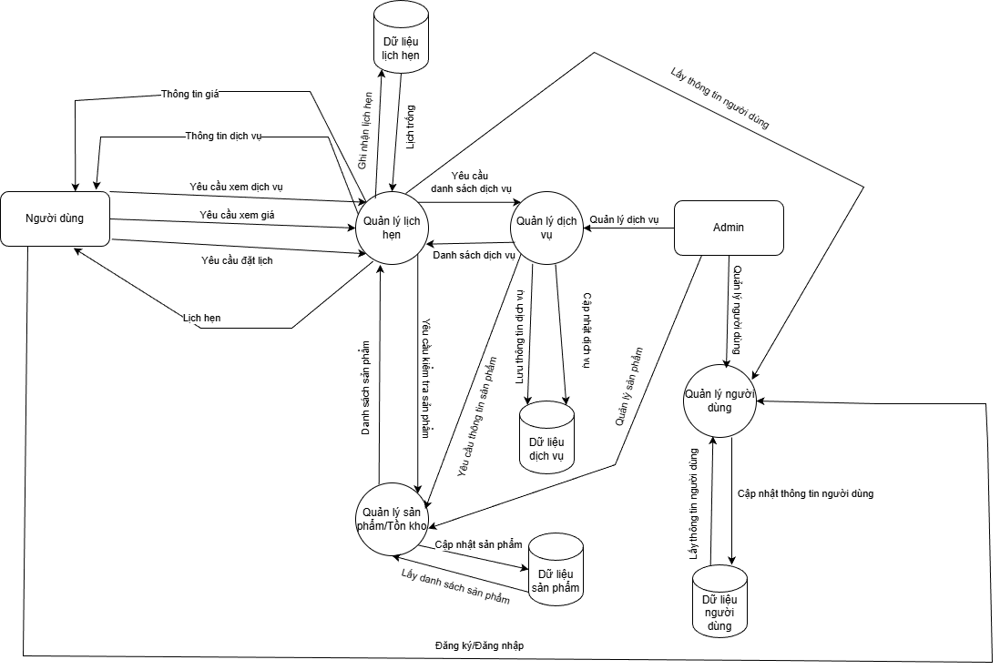 Dữ liệu
lịch hẹn
Lấy thông tin người dùng
Thông tin giá
Ghi nhận lịch hẹn
Lịch trống
Thông tin dịch vụ
Yêu cầu
danh sách dịch vụ
Yêu cầu xem dịch vụ
Người dùng
Yêu cầu xem giá
Quản lý lịch
hẹn
Quản lý dịch
vụ
Quản lý dịch vụ
Admin
Yêu cầu đặt lịch
Danh sách dịch vụ
Lịch hẹn
Danh sách sản phẩm
Yêu cầu kiểm tra sản phẩm
Yêu cầu thông tin sản phẩm
Lưu thông tin dịch vụ
Cập nhật dịch vụ
Quản lý sản phẩm
Quản lý người dùng
Quản lý người
dùng
Dữ liệu
dịch vụ
Lấy thông tin người dùng
Cập nhật thông tin người dùng
Quản lý sản
phẩm/Tồn kho
Cập nhật sản phẩm
Lấy danh sách sản phẩm
Dữ liệu
sản phẩm
Dữ liệu
người
dùng
Đăng ký/Đăng nhập